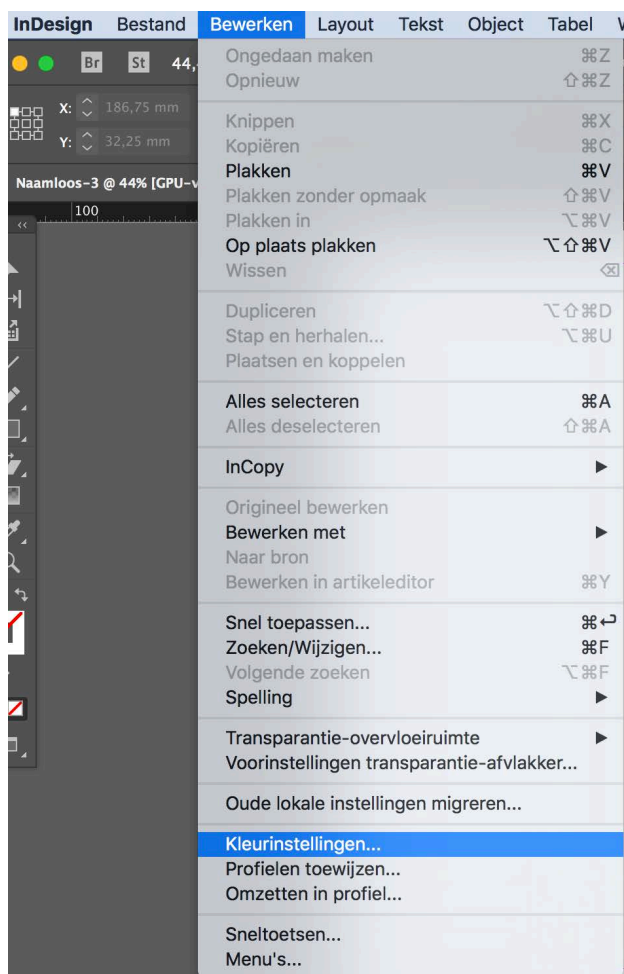 InDesign Bestand Bewerken Layout Tekst Object Tabel
Br St 44,
X: 186,75 mm
Y: 32,25 mm
Naamloos-3 @ 44% [GPU-v
100
Ongedaan maken ⌘Z
Opnieuw ⇧⌘Z
Knippen ⌘X
Kopiëren ⌘C
Plakken ⌘V
Plakken zonder opmaak ⇧⌘V
Plakken in ⌥⌘V
Op plaats plakken ⌥⇧⌘V
Wissen ⌫
Dupliceren ⌥⇧⌘D
Stap en herhalen... ⌥⌘U
Plaatsen en koppelen
Alles selecteren ⌘A
Alles deselecteren ⇧⌘A
InCopy ▶
Origineel bewerken
Bewerken met ▶
Naar bron
Bewerken in artikeleditor ⌘Y
Snel toepassen... ⌘↩
Zoeken/Wijzigen... ⌘F
Volgende zoeken ⌥⌘F
Spelling ▶
Transparantie-overvloeiruimte ▶
Voorinstellingen transparantie-afvlakker...
Oude lokale instellingen migreren...
Kleurinstellingen...
Profielen toewijzen...
Omzetten in profiel...
Sneltoetsen...
Menu's...